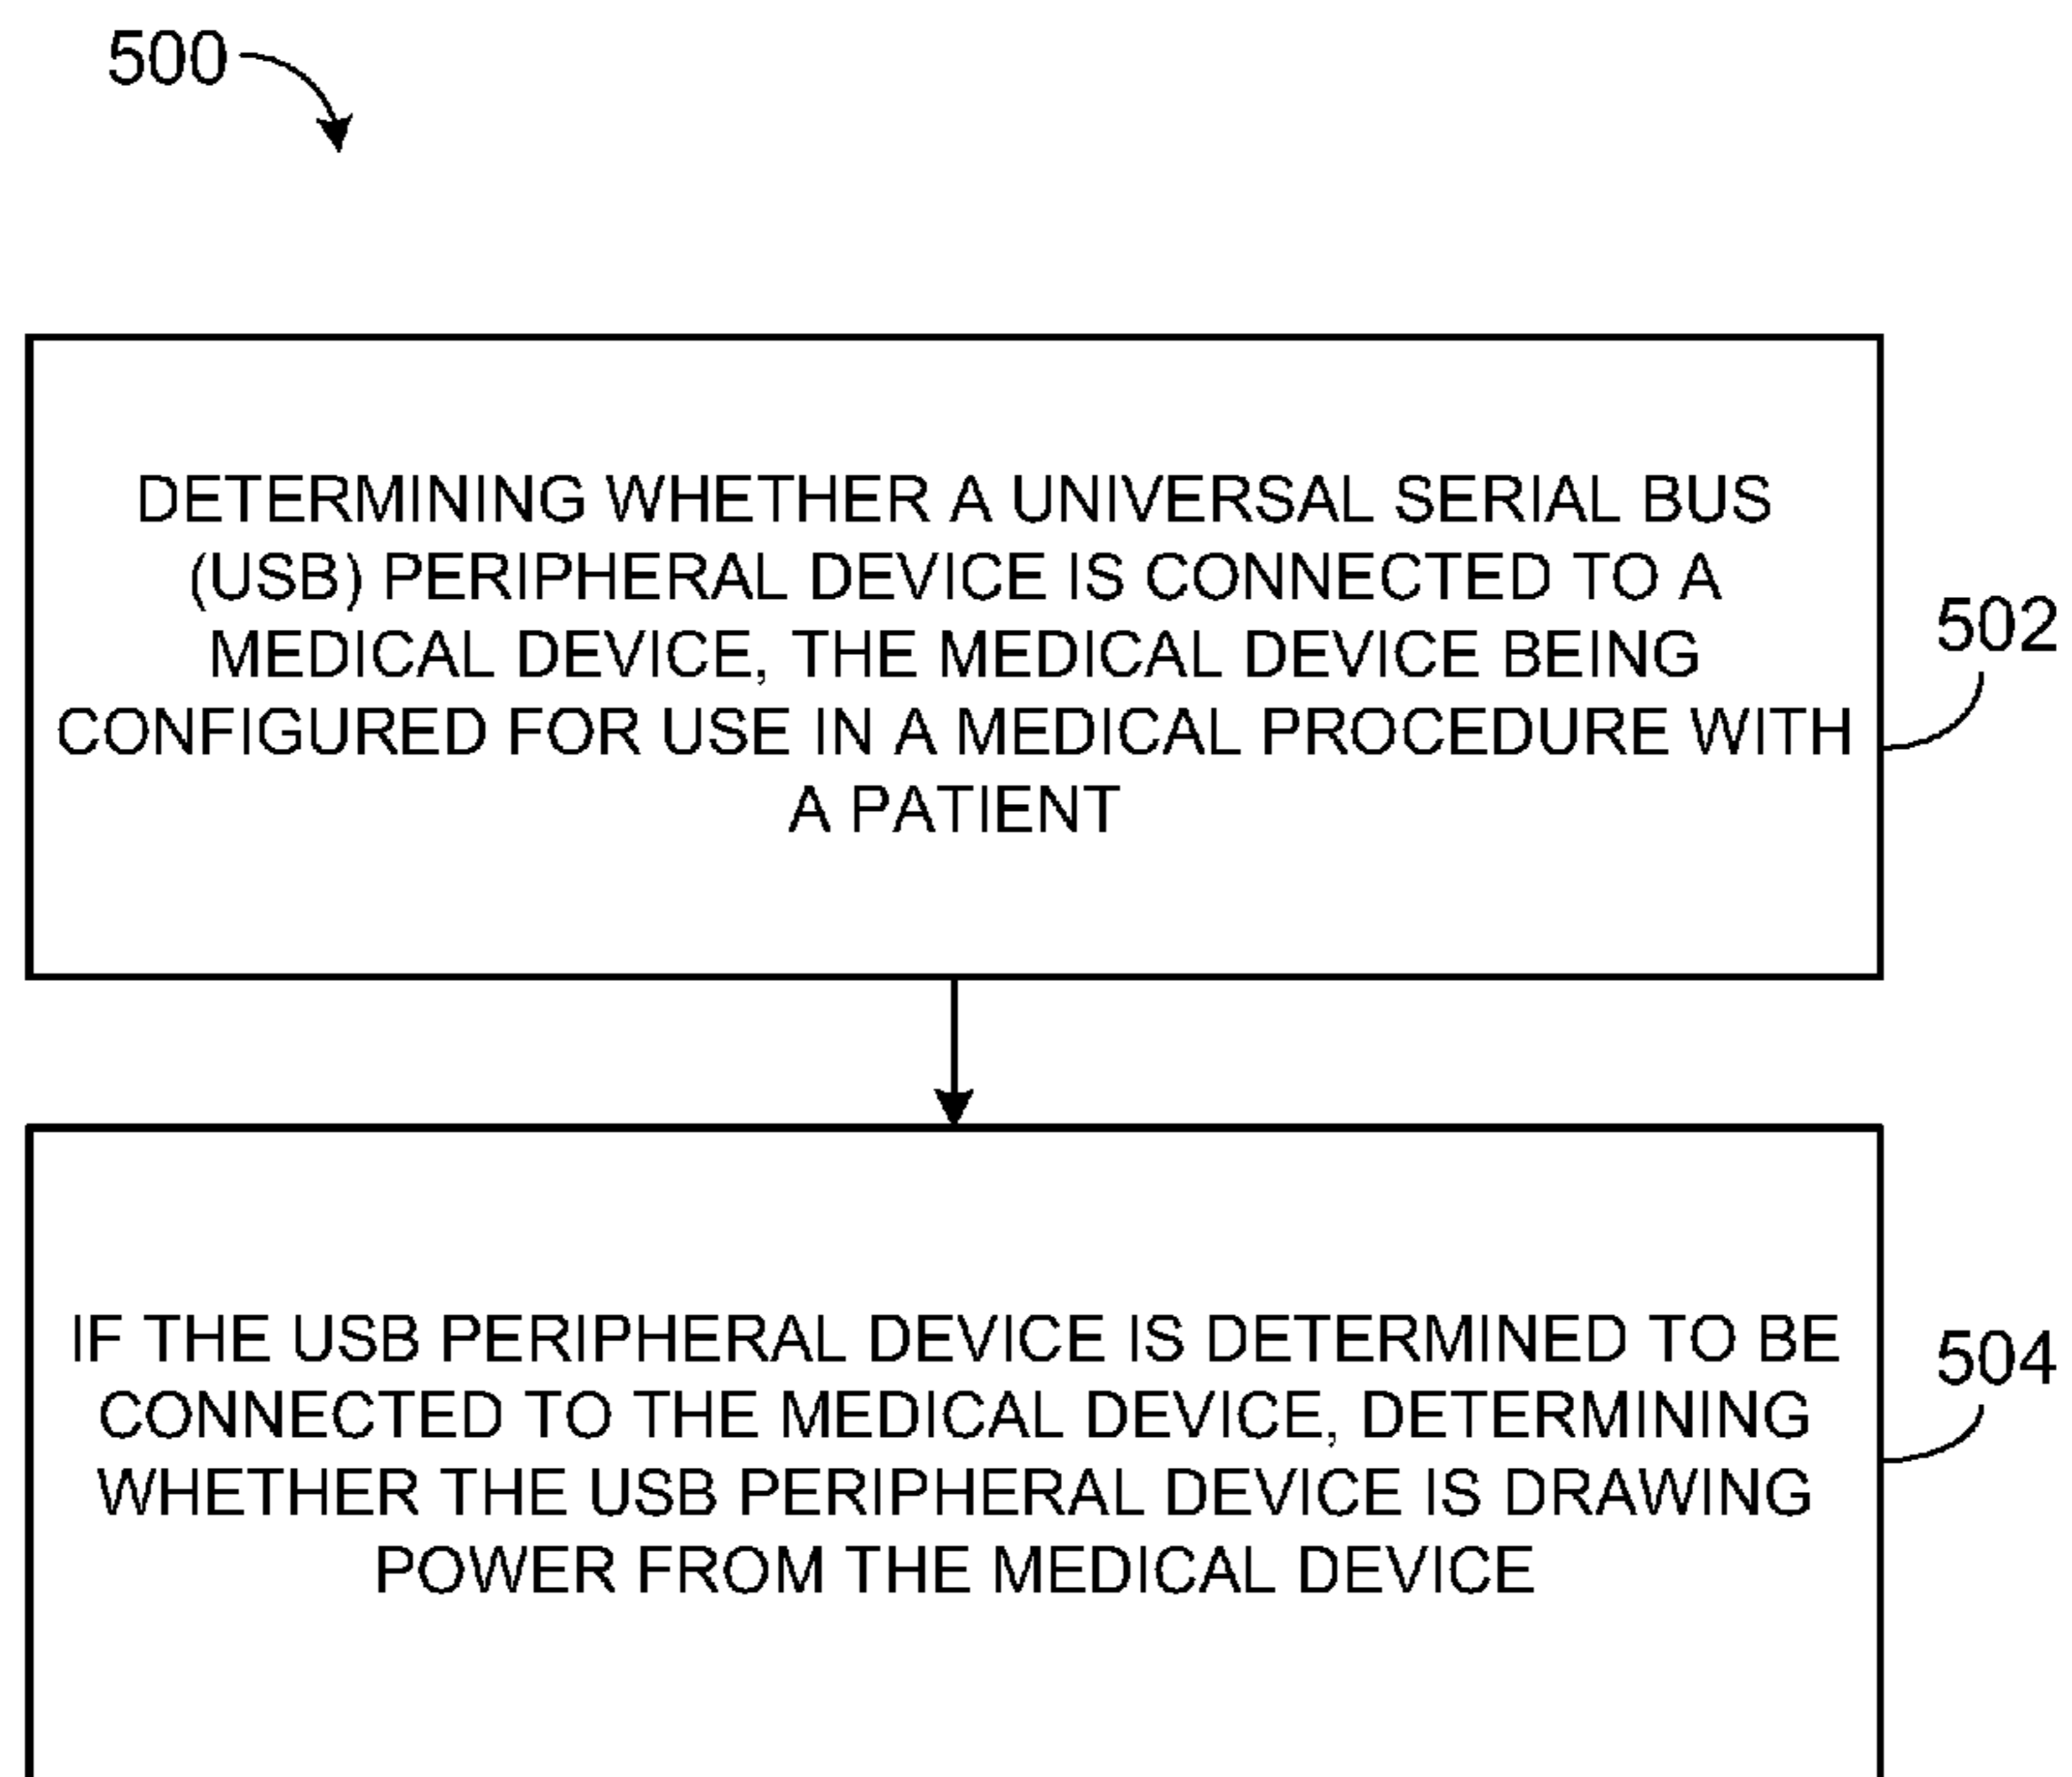 500
DETERMINING WHETHER A UNIVERSAL SERIAL BUS
(USB) PERIPHERAL DEVICE IS CONNECTED TO A
MEDICAL DEVICE, THE MEDICAL DEVICE BEING
CONFIGURED FOR USE IN A MEDICAL PROCEDURE WITH
A PATIENT
502
IF THE USB PERIPHERAL DEVICE IS DETERMINED TO BE
CONNECTED TO THE MEDICAL DEVICE, DETERMINING
WHETHER THE USB PERIPHERAL DEVICE IS DRAWING
POWER FROM THE MEDICAL DEVICE
504